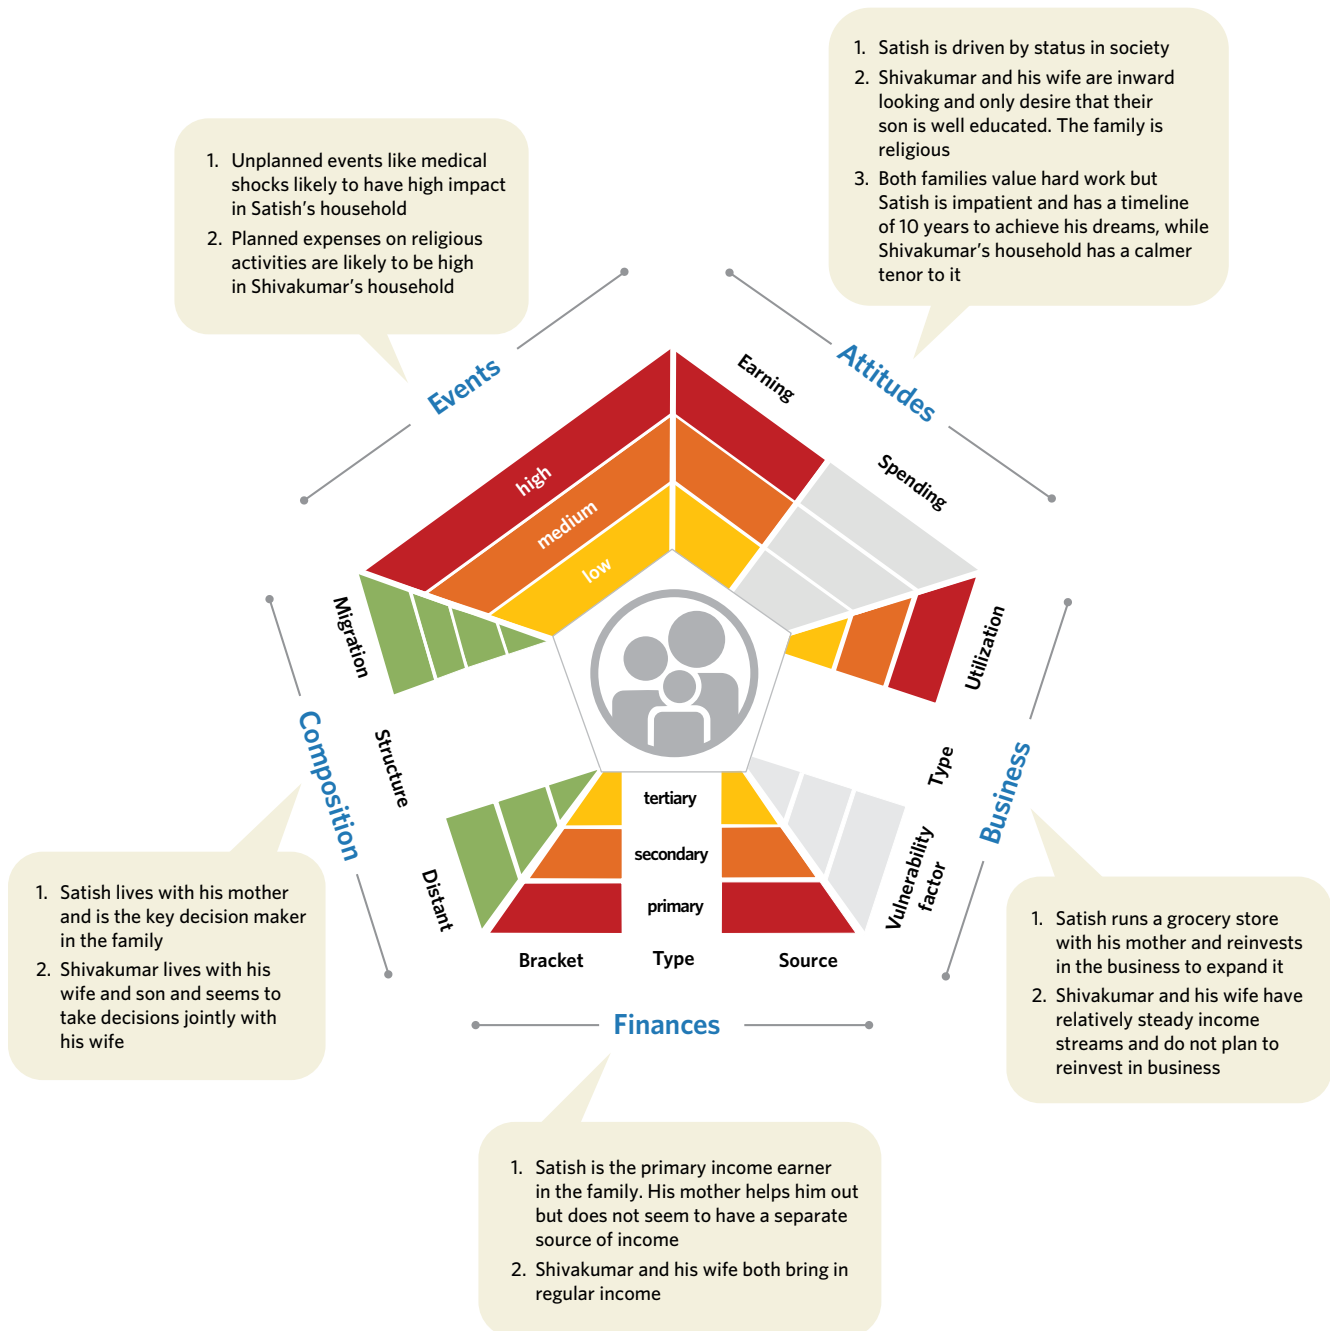 1. Satish is driven by status in society
2. Shivakumar and his wife are inward
looking and only desire that their
son is well educated. The family is
religious
3. Both families value hard work but
Satish is impatient and has a timeline
of 10 years to achieve his dreams, while
Shivakumar’s household has a calmer
tenor to it
1. Unplanned events like medical
shocks likely to have high impact
in Satish’s household
2. Planned expenses on religious
activities are likely to be high
in Shivakumar’s household
Events
Attitudes
Earning
Spending
high
medium
low
Migration
Structure
Distant
Composition
Utilization
Type
Vulnerability
factor
Business
tertiary
secondary
primary
Bracket
Type
Source
Finances
1. Satish lives with his mother
and is the key decision maker
in the family
2. Shivakumar lives with his
wife and son and seems to
take decisions jointly with
his wife
1. Satish runs a grocery store
with his mother and reinvests
in the business to expand it
2. Shivakumar and his wife have
relatively steady income
streams and do not plan to
reinvest in business
1. Satish is the primary income earner
in the family. His mother helps him out
but does not seem to have a separate
source of income
2. Shivakumar and his wife both bring in
regular income